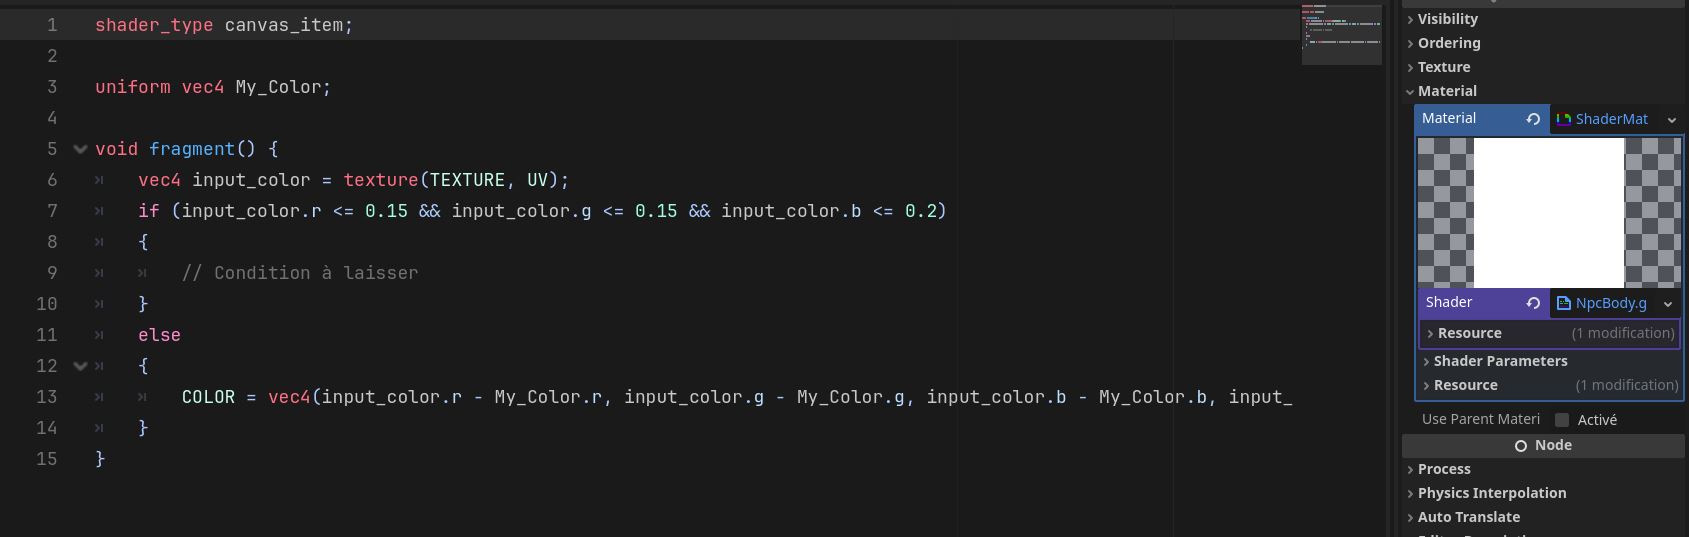 1 shader_type canvas_item;
2
3 uniform vec4 My_Color;
4
5 void fragment() {
6 vec4 input_color = texture(TEXTURE, UV);
7 if (input_color.r <= 0.15 && input_color.g <= 0.15 && input_color.b <= 0.2)
8 {
9 // Condition à laisser
10 }
11 else
12 {
13 COLOR = vec4(input_color.r - My_Color.r, input_color.g - My_Color.g, input_color.b - My_Color.b, input_
14 }
15 }
Visibility
Ordering
Texture
Material
Material ShaderMat
Shader NpcBody.g
Resource (1 modification)
Shader Parameters
Resource (1 modification)
Use Parent Materi Activé
Node
Process
Physics Interpolation
Auto Translate